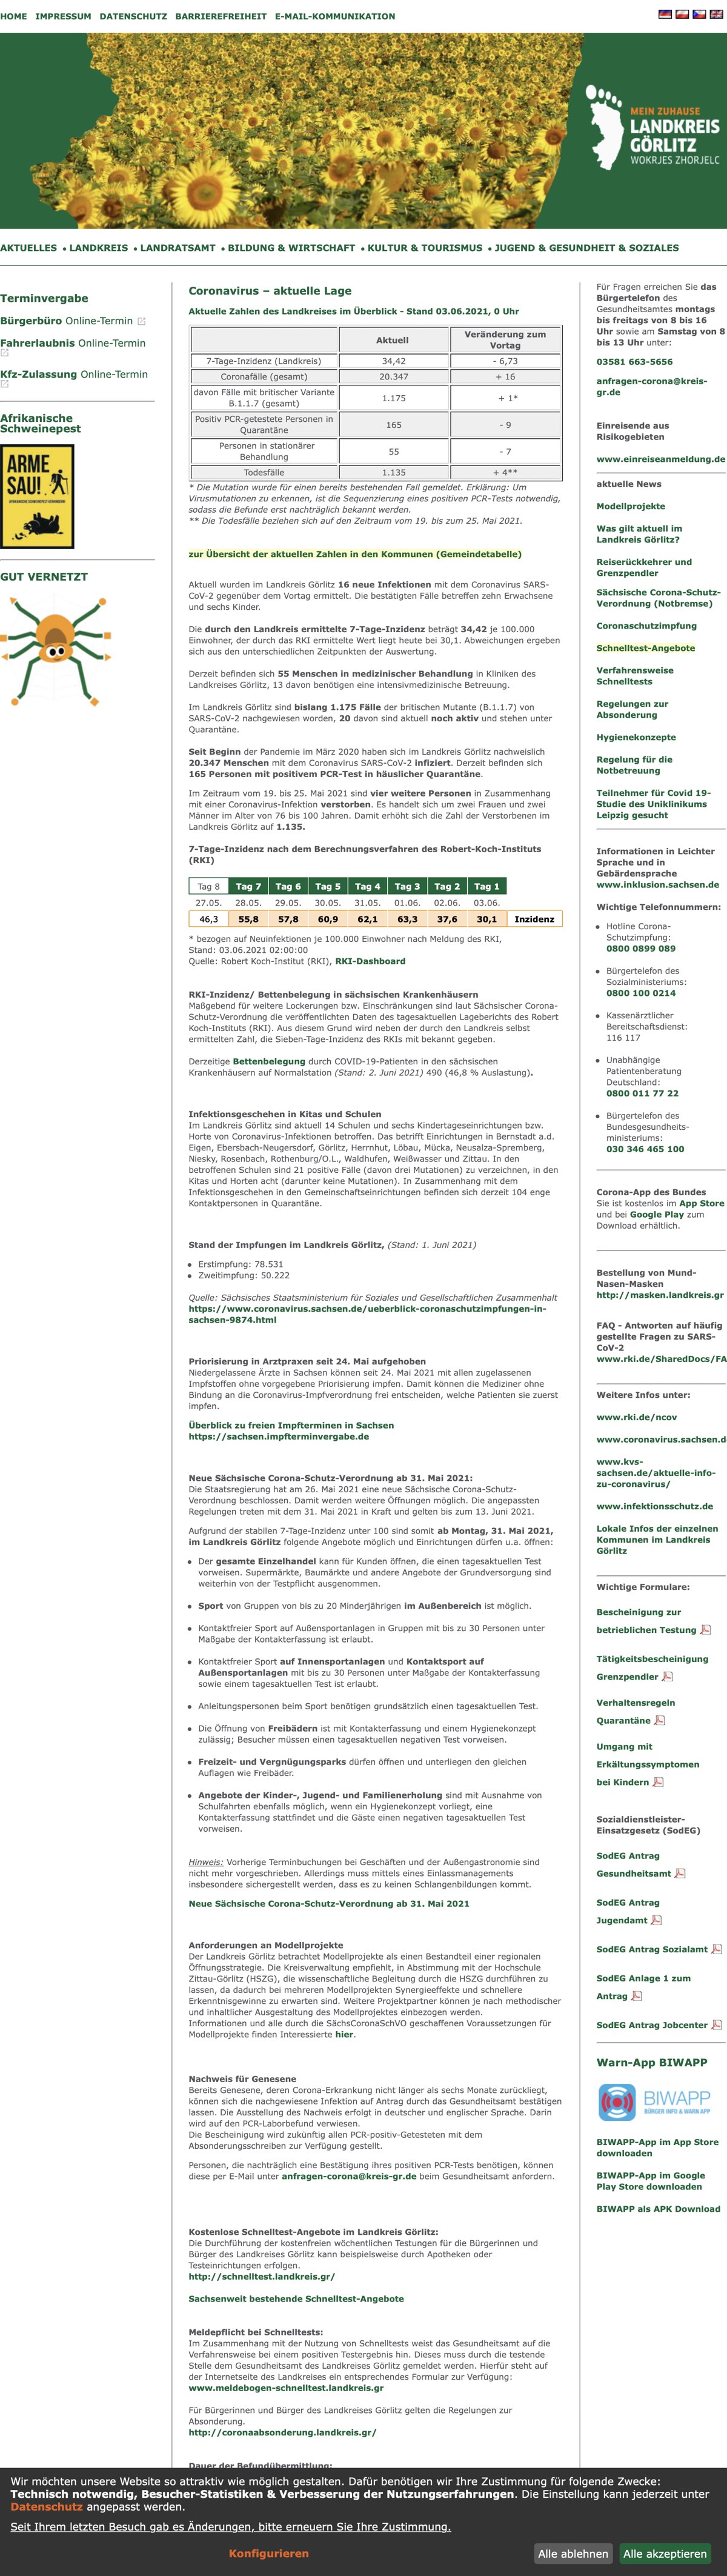 HOME IMPRESSUM DATENSCHUTZ BARRIEREFREIHEIT E-MAIL-KOMMUNIKATION
MEIN ZUHAUSE
LANDKREIS
GÖRLITZ
WOKRJES ZHORJELC
AKTUELLES • LANDKREIS • LANDRATSAMT • BILDUNG & WIRTSCHAFT • KULTUR & TOURISMUS • JUGEND & GESUNDHEIT & SOZIALES
Terminvergabe
Bürgerbüro Online-Termin
Fahrerlaubnis Online-Termin
Kfz-Zulassung Online-Termin
Afrikanische
Schweinepest
ARME
SAU!
GUT VERNETZT
Coronavirus – aktuelle Lage
Aktuelle Zahlen des Landkreises im Überblick - Stand 03.06.2021, 0 Uhr
Aktuell Veränderung zum
Vortag
7-Tage-Inzidenz (Landkreis) 34,42 - 6,73
Coronafälle (gesamt) 20.347 + 16
davon Fälle mit britischer Variante
B.1.1.7 (gesamt) 1.175 + 1*
Positiv PCR-getestete Personen in
Quarantäne 165 - 9
Personen in stationärer
Behandlung 55 - 7
Todesfälle 1.135 + 4**
* Die Mutation wurde für einen bereits bestehenden Fall gemeldet. Erklärung: Um
Virusmutationen zu erkennen, ist die Sequenzierung eines positiven PCR-Tests notwendig,
sodass die Befunde erst nachträglich bekannt werden.
** Die Todesfälle beziehen sich auf den Zeitraum vom 19. bis zum 25. Mai 2021.
zur Übersicht der aktuellen Zahlen in den Kommunen (Gemeindetabelle)
Aktuell wurden im Landkreis Görlitz 16 neue Infektionen mit dem Coronavirus SARS-
CoV-2 gegenüber dem Vortag ermittelt. Die bestätigten Fälle betreffen zehn Erwachsene
und sechs Kinder.
Die durch den Landkreis ermittelte 7-Tage-Inzidenz beträgt 34,42 je 100.000
Einwohner, der durch das RKI ermittelte Wert liegt heute bei 30,1. Abweichungen ergeben
sich aus den unterschiedlichen Zeitpunkten der Auswertung.
Derzeit befinden sich 55 Menschen in medizinischer Behandlung in Kliniken des
Landkreises Görlitz, 13 davon benötigen eine intensivmedizinische Betreuung.
Im Landkreis Görlitz sind bislang 1.175 Fälle der britischen Mutante (B.1.1.7) von
SARS-CoV-2 nachgewiesen worden, 20 davon sind aktuell noch aktiv und stehen unter
Quarantäne.
Seit Beginn der Pandemie im März 2020 haben sich im Landkreis Görlitz nachweislich
20.347 Menschen mit dem Coronavirus SARS-CoV-2 infiziert. Derzeit befinden sich
165 Personen mit positivem PCR-Test in häuslicher Quarantäne.
Im Zeitraum vom 19. bis 25. Mai 2021 sind vier weitere Personen in Zusammenhang
mit einer Coronavirus-Infektion verstorben. Es handelt sich um zwei Frauen und zwei
Männer im Alter von 76 bis 100 Jahren. Damit erhöht sich die Zahl der Verstorbenen im
Landkreis Görlitz auf 1.135.
7-Tage-Inzidenz nach dem Berechnungsverfahren des Robert-Koch-Instituts
(RKI)
Tag 8 Tag 7 Tag 6 Tag 5 Tag 4 Tag 3 Tag 2 Tag 1
27.05. 28.05. 29.05. 30.05. 31.05. 01.06. 02.06. 03.06.
46,3 55,8 57,8 60,9 62,1 63,3 37,6 30,1 Inzidenz
* bezogen auf Neuinfektionen je 100.000 Einwohner nach Meldung des RKI,
Stand: 03.06.2021 02:00:00
Quelle: Robert Koch-Institut (RKI), RKI-Dashboard
RKI-Inzidenz/ Bettenbelegung in sächsischen Krankenhäusern
Maßgebend für weitere Lockerungen bzw. Einschränkungen sind laut Sächsischer Corona-
Schutz-Verordnung die veröffentlichten Daten des tagesaktuellen Lageberichts des Robert
Koch-Instituts (RKI). Aus diesem Grund wird neben der durch den Landkreis selbst
ermittelten Zahl, die Sieben-Tage-Inzidenz des RKIs mit bekannt gegeben.
Derzeitige Bettenbelegung durch COVID-19-Patienten in den sächsischen
Krankenhäusern auf Normalstation (Stand: 2. Juni 2021) 490 (46,8 % Auslastung).
Infektionsgeschehen in Kitas und Schulen
Im Landkreis Görlitz sind aktuell 14 Schulen und sechs Kindertageseinrichtungen bzw.
Horte von Coronavirus-Infektionen betroffen. Das betrifft Einrichtungen in Bernstadt a.d.
Eigen, Ebersbach-Neugersdorf, Görlitz, Herrnhut, Löbau, Mücka, Neusalza-Spremberg,
Niesky, Rosenbach, Rothenburg/O.L., Waldhufen, Weißwasser und Zittau. In den
betroffenen Schulen sind 21 positive Fälle (davon drei Mutationen) zu verzeichnen, in den
Kitas und Horten acht (darunter keine Mutationen). In Zusammenhang mit dem
Infektionsgeschehen in den Gemeinschaftseinrichtungen befinden sich derzeit 104 enge
Kontaktpersonen in Quarantäne.
Stand der Impfungen im Landkreis Görlitz, (Stand: 1. Juni 2021)
• Erstimpfung: 78.531
• Zweitimpfung: 50.222
Quelle: Sächsisches Staatsministerium für Soziales und Gesellschaftlichen Zusammenhalt
https://www.coronavirus.sachsen.de/ueberblick-coronaschutzimpfungen-in-
sachsen-9874.html
Priorisierung in Arztpraxen seit 24. Mai aufgehoben
Niedergelassene Ärzte in Sachsen können seit 24. Mai 2021 mit allen zugelassenen
Impfstoffen ohne vorgegebene Priorisierung impfen. Damit können die Mediziner ohne
Bindung an die Coronavirus-Impfverordnung frei entscheiden, welche Patienten sie zuerst
impfen.
Überblick zu freien Impfterminen in Sachsen
https://sachsen.impfterminvergabe.de
Neue Sächsische Corona-Schutz-Verordnung ab 31. Mai 2021:
Die Staatsregierung hat am 26. Mai 2021 eine neue Sächsische Corona-Schutz-
Verordnung beschlossen. Damit werden weitere Öffnungen möglich. Die angepassten
Regelungen treten mit dem 31. Mai 2021 in Kraft und gelten bis zum 13. Juni 2021.
Aufgrund der stabilen 7-Tage-Inzidenz unter 100 sind somit ab Montag, 31. Mai 2021,
im Landkreis Görlitz folgende Angebote möglich und Einrichtungen dürfen u.a. öffnen:
• Der gesamte Einzelhandel kann für Kunden öffnen, die einen tagesaktuellen Test
vorweisen. Supermärkte, Baumärkte und andere Angebote der Grundversorgung sind
weiterhin von der Testpflicht ausgenommen.
• Sport von Gruppen von bis zu 20 Minderjährigen im Außenbereich ist möglich.
• Kontaktfreier Sport auf Außensportanlagen in Gruppen mit bis zu 30 Personen unter
Maßgabe der Kontakterfassung ist erlaubt.
• Kontaktfreier Sport auf Innensportanlagen und Kontaktsport auf
Außensportanlagen mit bis zu 30 Personen unter Maßgabe der Kontakterfassung
sowie einem tagesaktuellen Test ist erlaubt.
• Anleitungspersonen beim Sport benötigen grundsätzlich einen tagesaktuellen Test.
• Die Öffnung von Freibädern ist mit Kontakterfassung und einem Hygienekonzept
zulässig; Besucher müssen einen tagesaktuellen negativen Test vorweisen.
• Freizeit- und Vergnügungsparks dürfen öffnen und unterliegen den gleichen
Auflagen wie Freibäder.
• Angebote der Kinder-, Jugend- und Familienerholung sind mit Ausnahme von
Schulfahrten ebenfalls möglich, wenn ein Hygienekonzept vorliegt, eine
Kontakterfassung stattfindet und die Gäste einen negativen tagesaktuellen Test
vorweisen.
Hinweis: Vorherige Terminbuchungen bei Geschäften und der Außengastronomie sind
nicht mehr vorgeschrieben. Allerdings muss mittels eines Einlassmanagements
insbesondere sichergestellt werden, dass es zu keinen Schlangenbildungen kommt.
Neue Sächsische Corona-Schutz-Verordnung ab 31. Mai 2021
Anforderungen an Modellprojekte
Der Landkreis Görlitz betrachtet Modellprojekte als einen Bestandteil einer regionalen
Öffnungsstrategie. Die Kreisverwaltung empfiehlt, in Abstimmung mit der Hochschule
Zittau-Görlitz (HSZG), die wissenschaftliche Begleitung durch die HSZG durchführen zu
lassen, da dadurch bei mehreren Modellprojekten Synergieeffekte und schnellere
Erkenntnisgewinne zu erwarten sind. Weitere Projektpartner können je nach methodischer
und inhaltlicher Ausgestaltung des Modellprojektes einbezogen werden.
Informationen und alle durch die SächsCoronaSchVO geschaffenen Voraussetzungen für
Modellprojekte finden Interessierte hier.
Nachweis für Genesene
Bereits Genesene, deren Corona-Erkrankung nicht länger als sechs Monate zurückliegt,
können sich die nachgewiesene Infektion auf Antrag durch das Gesundheitsamt bestätigen
lassen. Die Ausstellung des Nachweis erfolgt in deutscher und englischer Sprache. Darin
wird auf den PCR-Laborbefund verwiesen.
Die Bescheinigung wird zukünftig allen PCR-positiv-Getesteten mit dem
Absonderungsschreiben zur Verfügung gestellt.
Personen, die nachträglich eine Bestätigung ihres positiven PCR-Tests benötigen, können
diese per E-Mail unter anfragen-corona@kreis-gr.de beim Gesundheitsamt anfordern.
Kostenlose Schnelltest-Angebote im Landkreis Görlitz:
Die Durchführung der kostenfreien wöchentlichen Testungen für die Bürgerinnen und
Bürger des Landkreises Görlitz kann beispielsweise durch Apotheken oder
Testeinrichtungen erfolgen.
http://schnelltest.landkreis.gr/
Sachsenweit bestehende Schnelltest-Angebote
Meldepflicht bei Schnelltests:
Im Zusammenhang mit der Nutzung von Schnelltests weist das Gesundheitsamt auf die
Verfahrensweise bei einem positiven Testergebnis hin. Dieses muss durch die testende
Stelle dem Gesundheitsamt des Landkreises Görlitz gemeldet werden. Hierfür steht auf
der Internetseite des Landkreises ein entsprechendes Formular zur Verfügung:
www.meldebogen-schnelltest.landkreis.gr
Für Bürgerinnen und Bürger des Landkreises Görlitz gelten die Regelungen zur
Absonderung.
http://coronaabsonderung.landkreis.gr/
Dauer der Befundübermittlung:
Für Fragen erreichen Sie das
Bürgertelefon des
Gesundheitsamtes montags
bis freitags von 8 bis 16
Uhr sowie am Samstag von 8
bis 13 Uhr unter:
03581 663-5656
anfragen-corona@kreis-
gr.de
Einreisende aus
Risikogebieten
www.einreiseanmeldung.de
aktuelle News
Modellprojekte
Was gilt aktuell im
Landkreis Görlitz?
Reiserückkehrer und
Grenzpendler
Sächsische Corona-Schutz-
Verordnung (Notbremse)
Coronaschutzimpfung
Schnelltest-Angebote
Verfahrensweise
Schnelltests
Regelungen zur
Absonderung
Hygienekonzepte
Regelung für die
Notbetreuung
Teilnehmer für Covid 19-
Studie des Uniklinikums
Leipzig gesucht
Informationen in Leichter
Sprache und in
Gebärdensprache
www.inklusion.sachsen.de
Wichtige Telefonnummern:
• Hotline Corona-
Schutzimpfung:
0800 0899 089
• Bürgertelefon des
Sozialministeriums:
0800 100 0214
• Kassenärztlicher
Bereitschaftsdienst:
116 117
• Unabhängige
Patientenberatung
Deutschland:
0800 011 77 22
• Bürgertelefon des
Bundesgesundheits-
ministeriums:
030 346 465 100
Corona-App des Bundes
Sie ist kostenlos im App Store
und bei Google Play zum
Download erhältlich.
Bestellung von Mund-
Nasen-Masken
http://masken.landkreis.gr
FAQ - Antworten auf häufig
gestellte Fragen zu SARS-
CoV-2
www.rki.de/SharedDocs/FA
Weitere Infos unter:
www.rki.de/ncov
www.coronavirus.sachsen.d
www.kvs-
sachsen.de/aktuelle-info-
zu-coronavirus/
www.infektionsschutz.de
Lokale Infos der einzelnen
Kommunen im Landkreis
Görlitz
Wichtige Formulare:
Bescheinigung zur
betrieblichen Testung
Tätigkeitsbescheinigung
Grenzpendler
Verhaltensregeln
Quarantäne
Umgang mit
Erkältungssymptomen
bei Kindern
Sozialdienstleister-
Einsatzgesetz (SodEG)
SodEG Antrag
Gesundheitsamt
SodEG Antrag
Jugendamt
SodEG Antrag Sozialamt
SodEG Anlage 1 zum
Antrag
SodEG Antrag Jobcenter
Warn-App BIWAPP
BIWAPP
BÜRGER INFO & WARN APP
BIWAPP-App im App Store
downloaden
BIWAPP-App im Google
Play Store downloaden
BIWAPP als APK Download
Wir möchten unsere Website so attraktiv wie möglich gestalten. Dafür benötigen wir Ihre Zustimmung für folgende Zwecke:
Technisch notwendig, Besucher-Statistiken & Verbesserung der Nutzungserfahrungen. Die Einstellung kann jederzeit unter
Datenschutz angepasst werden.
Seit Ihrem letzten Besuch gab es Änderungen, bitte erneuern Sie Ihre Zustimmung.
Konfigurieren
Alle ablehnen
Alle akzeptieren